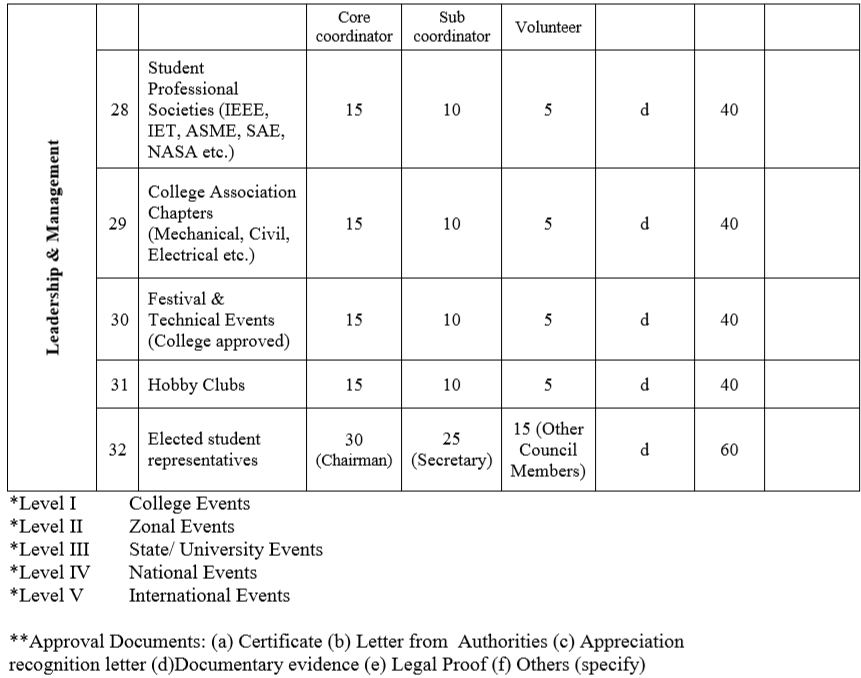 Core coordinator Sub coordinator Volunteer
Leadership & Management
28 Student Professional Societies (IEEE, IET, ASME, SAE, NASA etc.) 15 10 5 d 40
29 College Association Chapters (Mechanical, Civil, Electrical etc.) 15 10 5 d 40
30 Festival & Technical Events (College approved) 15 10 5 d 40
31 Hobby Clubs 15 10 5 d 40
32 Elected student representatives 30 (Chairman) 25 (Secretary) 15 (Other Council Members) d 60
*Level I College Events
*Level II Zonal Events
*Level III State/ University Events
*Level IV National Events
*Level V International Events
**Approval Documents: (a) Certificate (b) Letter from Authorities (c) Appreciation
recognition letter (d)Documentary evidence (e) Legal Proof (f) Others (specify)